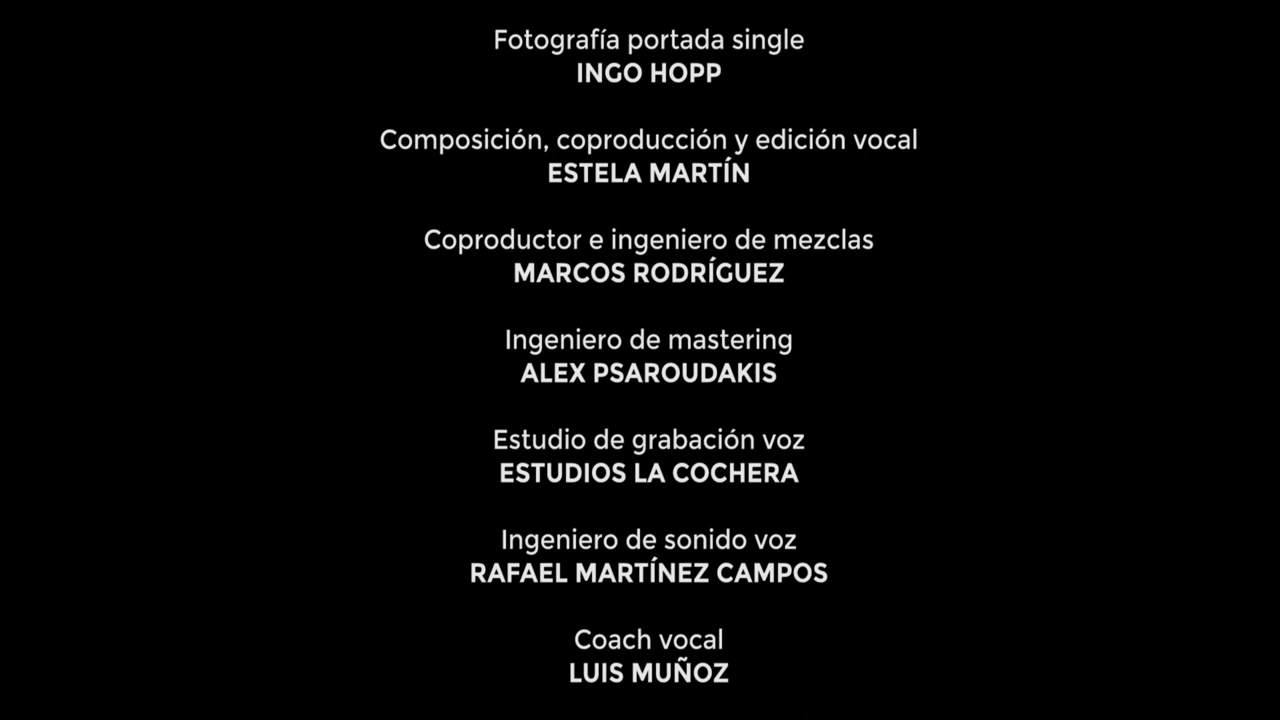 Fotografía portada single
INGO HOPP
Composición, coproducción y edición vocal
ESTELA MARTÍN
Coproductor e ingeniero de mezclas
MARCOS RODRÍGUEZ
Ingeniero de mastering
ALEX PSAROUDAKIS
Estudio de grabación voz
ESTUDIOS LA COCHERA
Ingeniero de sonido voz
RAFAEL MARTÍNEZ CAMPOS
Coach vocal
LUIS MUÑOZ